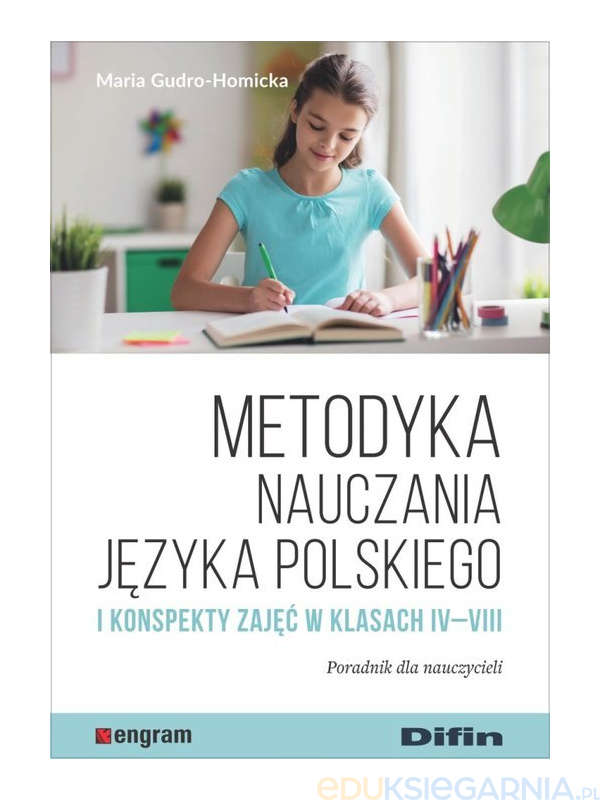 Maria Gudro-Homicka
METODYKA
NAUCZANIA
JĘZYKA POLSKIEGO
I KONSPEKTY ZAJĘĆ W KLASACH IV–VIII
Poradnik dla nauczycieli
engram
Difin
EDUKSIEGARNIA.PL